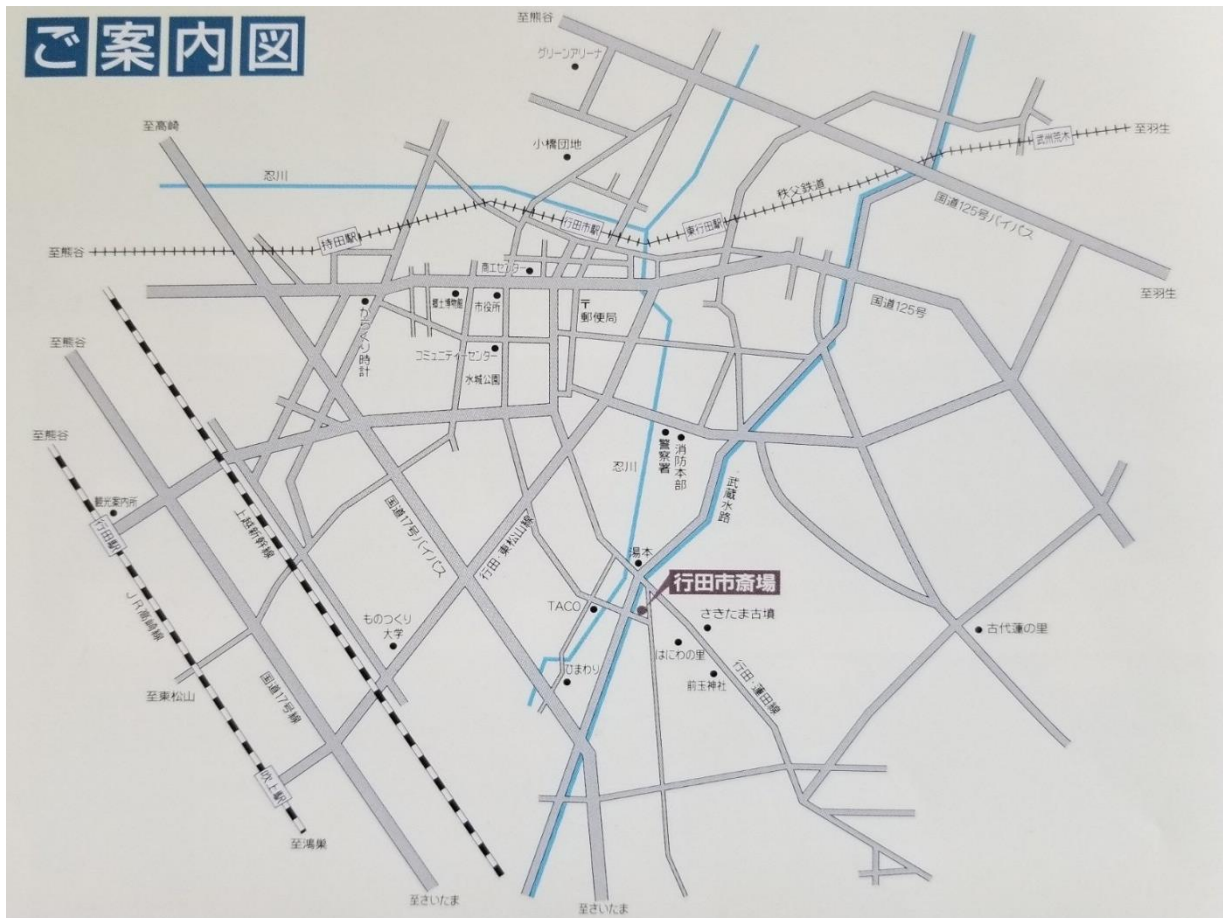 ご案内図
至熊谷
グリーンアリーナ
至高崎
小橋団地
至羽生
武州荒木
忍川
秩父鉄道
国道125号バイパス
行田市駅
東行田駅
持田駅
至熊谷
商工センター
至羽生
郷土博物館
市役所
〒
郵便局
国道125号
からくり時計
至熊谷
コミュニティーセンター
水城公園
至熊谷
警察署
消防本部
忍川
武蔵水路
観光案内所
行田駅
上越新幹線
国道17号バイパス
行田・東松山線
湯本
行田市斎場
JR高崎線
TACO
さきたま古墳
ものつくり
大学
古代蓮の里
はにわの里
ひまわり
前玉神社
行田・蓮田線
至東松山
国道17号線
吹上駅
至鴻巣
至さいたま
至さいたま